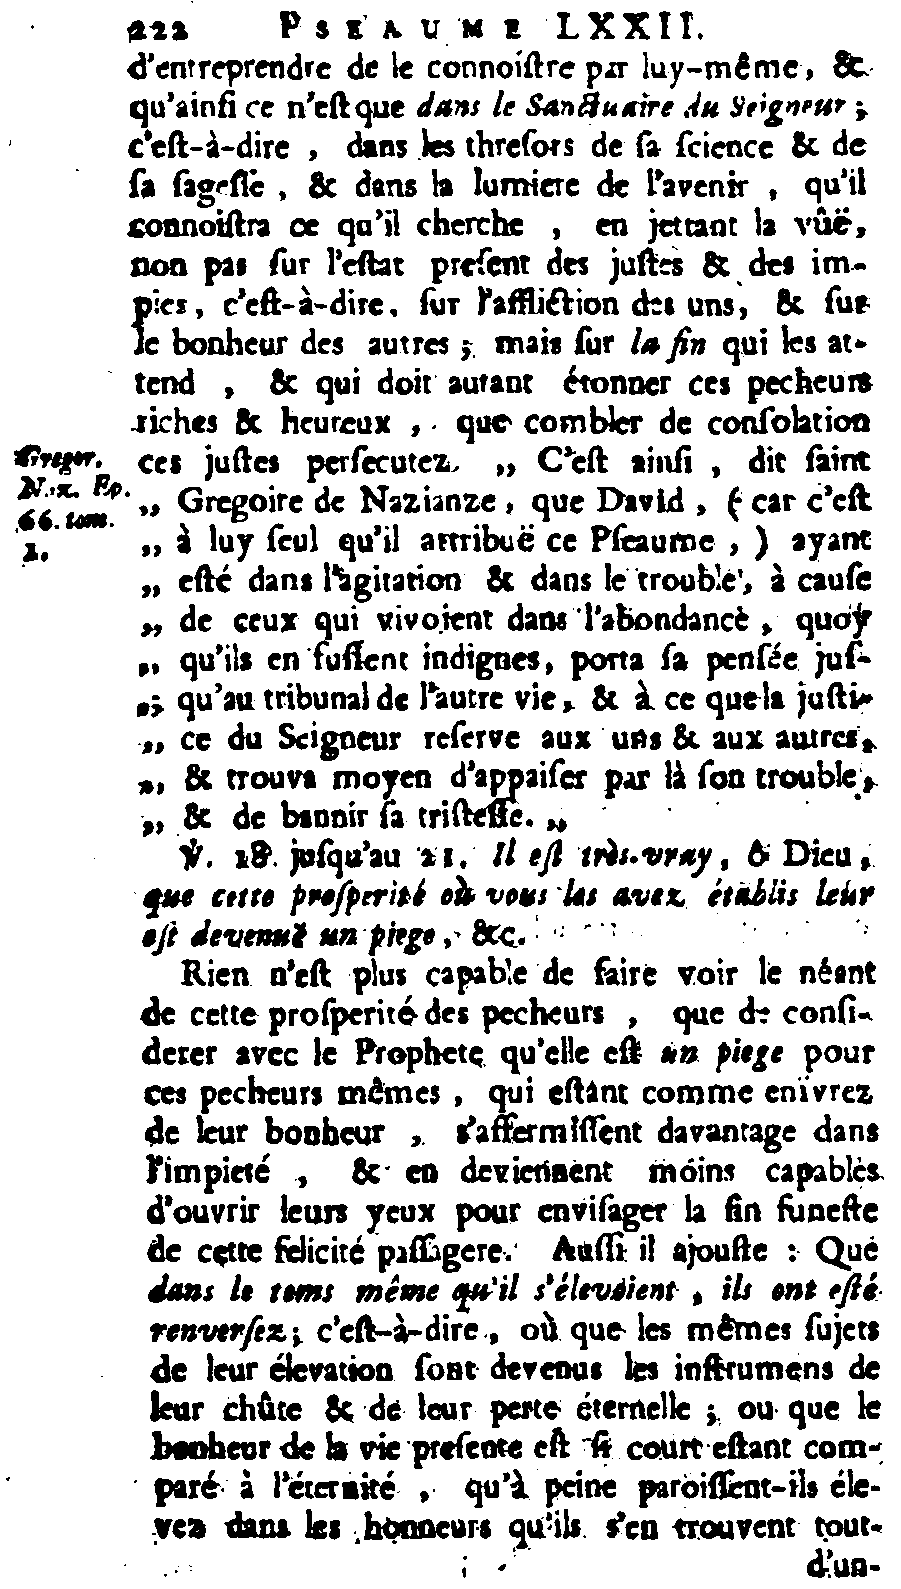 222 PSEAUME LXXII.
d'entreprendre de le connoiſtre par luy-même, &
qu'ainſi ce n'eſt que dans le Sanctuaire du Seigneur ;
c'eſt-à-dire , dans les threſors de ſa ſcience & de
ſa ſageſſe , & dans la lumiere de l'avenir , qu'il
connoiſtra ce qu'il cherche , en jettant la vûë,
non pas ſur l'eſtat preſent des juſtes & des im-
pies, c'eſt-à-dire, ſur l'affliction des uns, & ſur
le bonheur des autres ; mais ſur la fin qui les at-
tend , & qui doit autant étonner ces pecheurs
riches & heureux , que combler de conſolation
ces juſtes perſecutez. „ C'eſt ainſi , dit ſaint
Gregor.
Naz. Ep.
66. tom.
1.
„ Gregoire de Nazianze, que David, ( car c'eſt
„ à luy ſeul qu'il attribuë ce Pſeaume , ) ayant
„ eſté dans l'agitation & dans le trouble, à cauſe
„ de ceux qui vivoient dans l'abondance, quoy
„ qu'ils en fuſſent indignes, porta ſa penſée juſ-
„ qu'au tribunal de l'autre vie, & à ce que la juſti-
„ ce du Seigneur reſerve aux uns & aux autres,
„ & trouva moyen d'appaiſer par là ſon trouble,
„ & de bannir ſa triſteſſe. „
℣. 18. juſqu'au 21. Il eſt très-vray, ô Dieu,
que cette proſperité où vous les avez établis leur
eſt devenuë un piege, &c.
Rien n'eſt plus capable de faire voir le néant
de cette proſperité des pecheurs , que de conſi-
derer avec le Prophete qu'elle eſt un piege pour
ces pecheurs mêmes , qui eſtant comme enivrez
de leur bonheur , s'affermiſſent davantage dans
l'impieté , & en deviennent moins capables
d'ouvrir leurs yeux pour enviſager la fin funeſte
de cette felicité paſſagere. Auſſi il ajouſte : Que
dans le tems même qu'il s'élevoient , ils ont eſté
renverſez ; c'eſt-à-dire , où que les mêmes ſujets
de leur élevation ſont devenus les inſtrumens de
leur chûte & de leur perte éternelle ; ou que le
bonheur de la vie preſente eſt ſi court eſtant com-
paré à l'éternité , qu'à peine paroiſſent-ils éle-
vez dans les honneurs qu'ils s'en trouvent tout-
d'un-